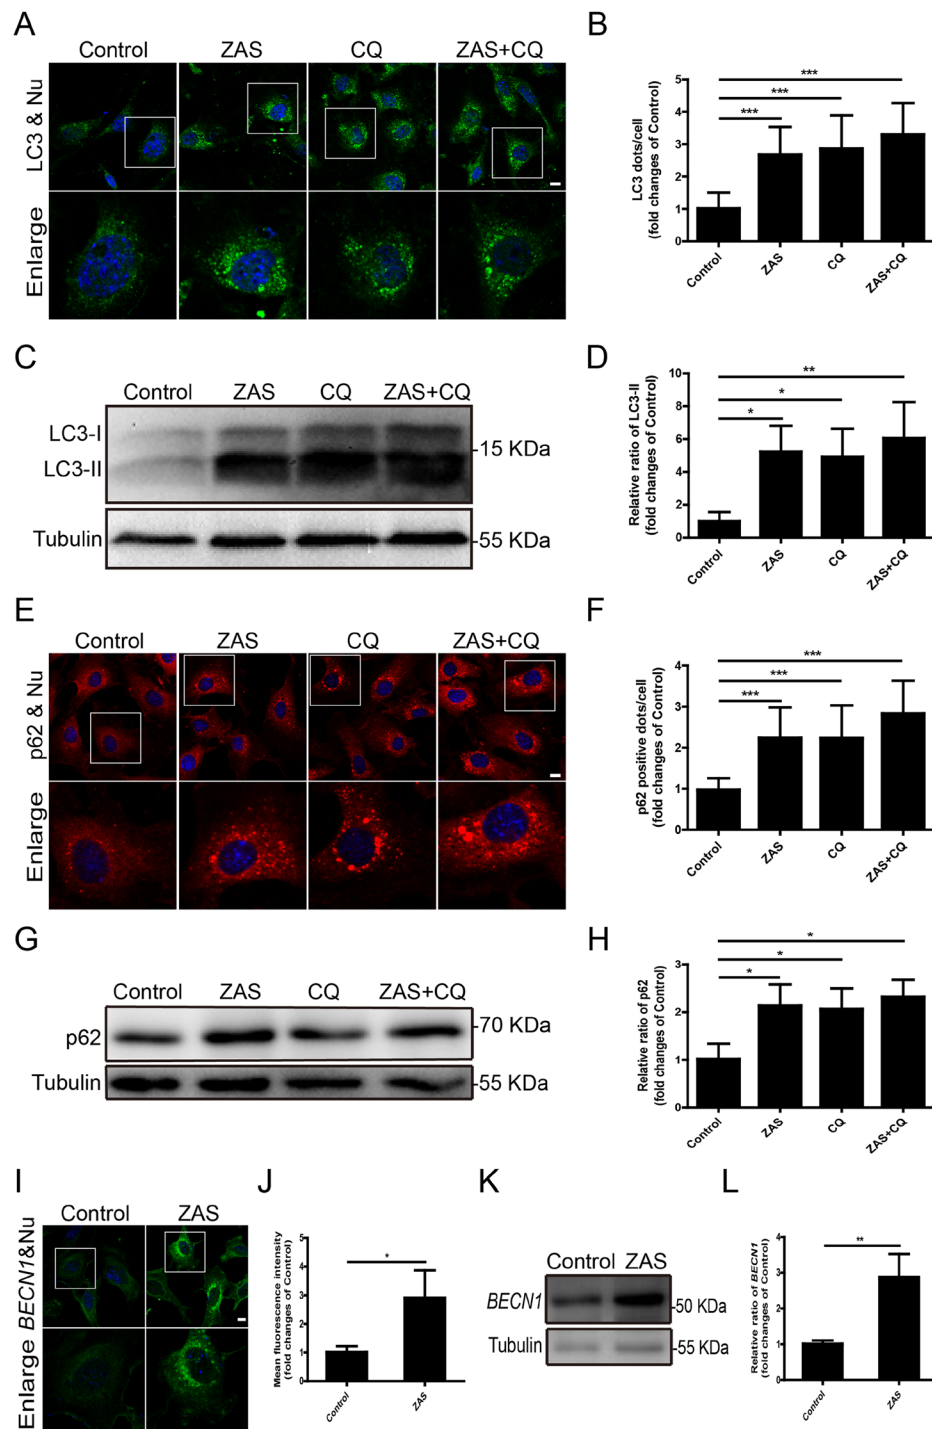 A
Control ZAS CQ ZAS+CQ
LC3 & Nu
Enlarge
B
LC3 dots/cell
(fold changes of Control)
5
4
3
2
1
0
***
***
***
Control ZAS CQ ZAS+CQ
C
Control ZAS CQ ZAS+CQ
LC3-I
-15 KDa
LC3-II
Tubulin -55 KDa
D
Relative ratio of LC3-II
(fold changes of Control)
10
8
6
4
2
0
**
*
*
Control ZAS CQ ZAS+CQ
E
Control ZAS CQ ZAS+CQ
p62 & Nu
Enlarge
F
p62 positive dots/cell
(fold changes of Control)
4
3
2
1
0
***
***
***
Control ZAS CQ ZAS+CQ
G
Control ZAS CQ ZAS+CQ
-70 KDa
p62
Tubulin -55 KDa
H
Relative ratio of p62
(fold changes of Control)
3
2
1
0
*
*
*
Control ZAS CQ ZAS+CQ
I
Control ZAS
BECN1&Nu
Enlarge
J
Mean fluorescence intensity
(fold changes of Control)
5
4
3
2
1
0
*
Control ZAS
K
Control ZAS
BECN1 -50 KDa
Tubulin -55 KDa
L
Relative ratio of BECN1
(fold changes of Control)
4
3
2
1
0
**
Control ZAS